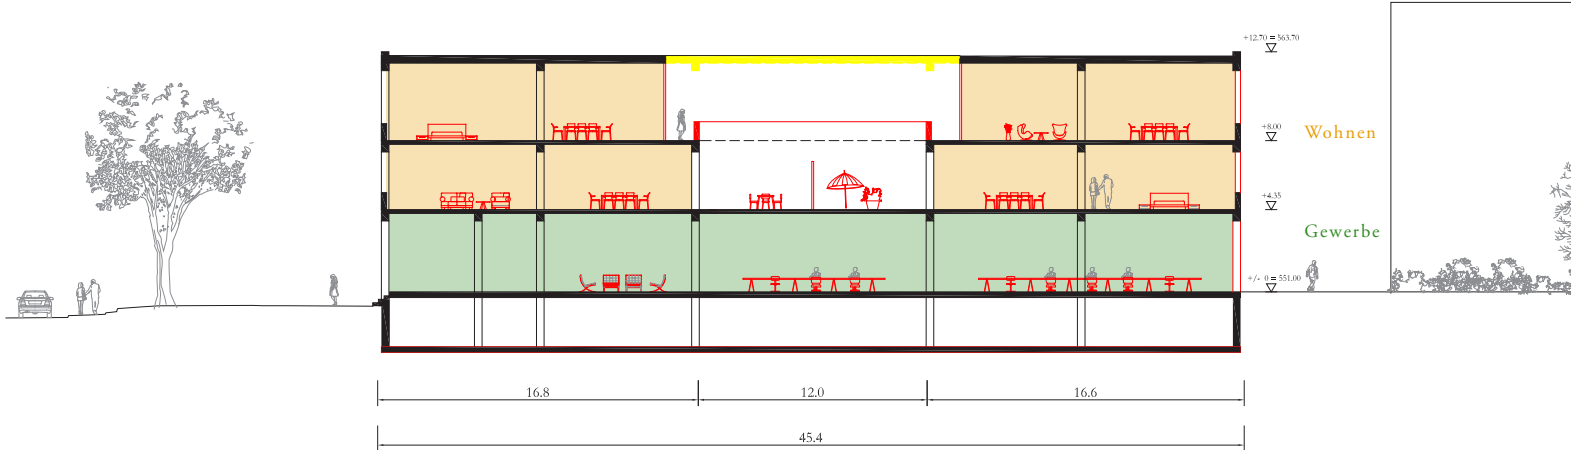 +12.70 = 563.70
+8.00
Wohnen
+4.35
Gewerbe
+/- 0 = 551.00
16.8
12.0
16.6
45.4